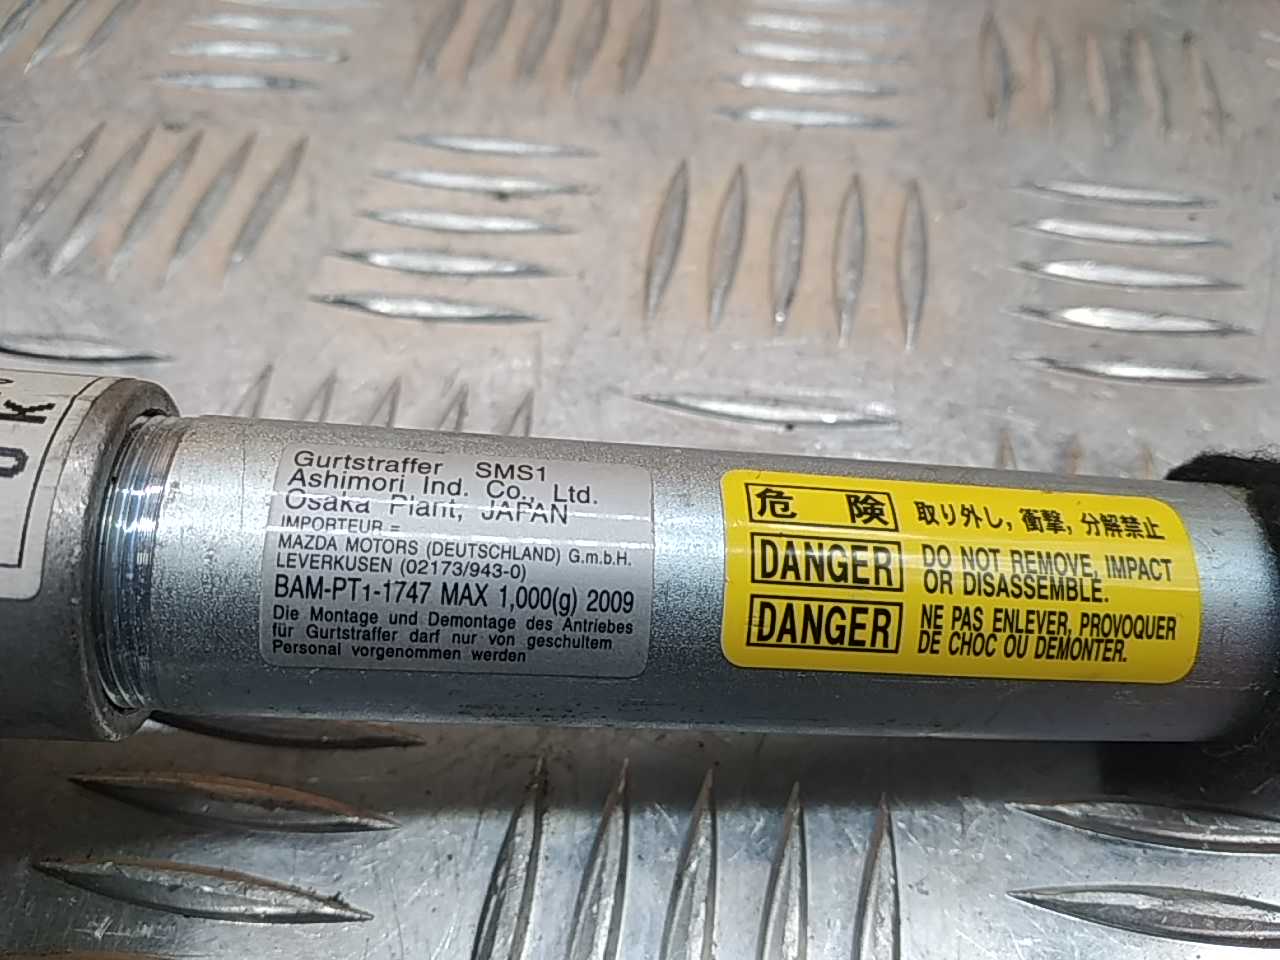 Gurtstraffer SMS1
Ashimori Ind. Co., Ltd.
Osaka Plant, JAPAN
IMPORTEUR =
MAZDA MOTORS (DEUTSCHLAND) G.m.b.H.
LEVERKUSEN (02173/943-0)
BAM-PT1-1747 MAX 1,000(g) 2009
Die Montage und Demontage des Antriebes
für Gurtstraffer darf nur von geschultem
Personal vorgenommen werden
危 険 取り外し, 衝撃, 分解禁止
DANGER DO NOT REMOVE, IMPACT
OR DISASSEMBLE.
DANGER NE PAS ENLEVER, PROVOQUER
DE CHOC OU DEMONTER.